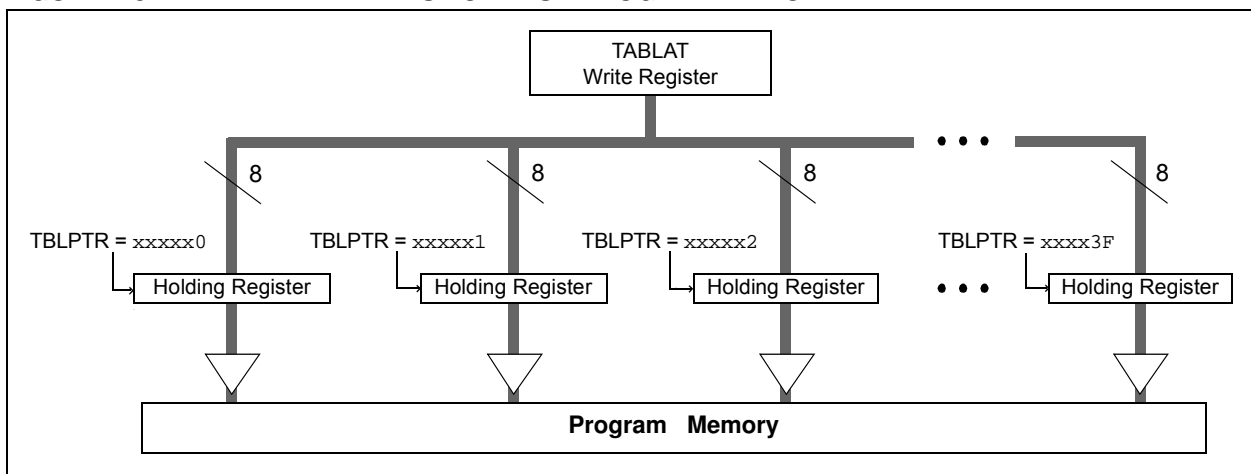 TABLAT
Write Register
8
8
8
8
TBLPTR = xxxxx0
TBLPTR = xxxxx1
TBLPTR = xxxxx2
TBLPTR = xxxx3F
Holding Register
Holding Register
Holding Register
Holding Register
Program Memory